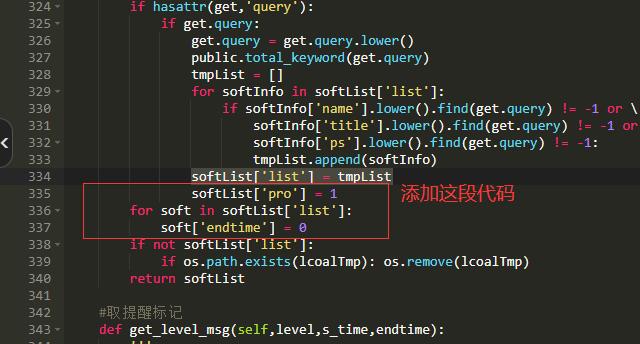 324 if hasattr(get,'query'):
325 if get.query:
326 get.query = get.query.lower()
327 public.total_keyword(get.query)
328 tmpList = []
329 for softInfo in softList['list']:
330 if softInfo['name'].lower().find(get.query) != -1 or \
331 softInfo['title'].lower().find(get.query) != -1 or
332 softInfo['ps'].lower().find(get.query) != -1:
333 tmpList.append(softInfo)
334 softList['list'] = tmpList
335 softList['pro'] = 1 添加这段代码
336 for soft in softList['list']:
337 soft['endtime'] = 0
338 if not softList['list']:
339 if os.path.exists(lcoalTmp): os.remove(lcoalTmp)
340 return softList
341
342 #取提醒标记
343 def get_level_msg(self,level,s_time,endtime):